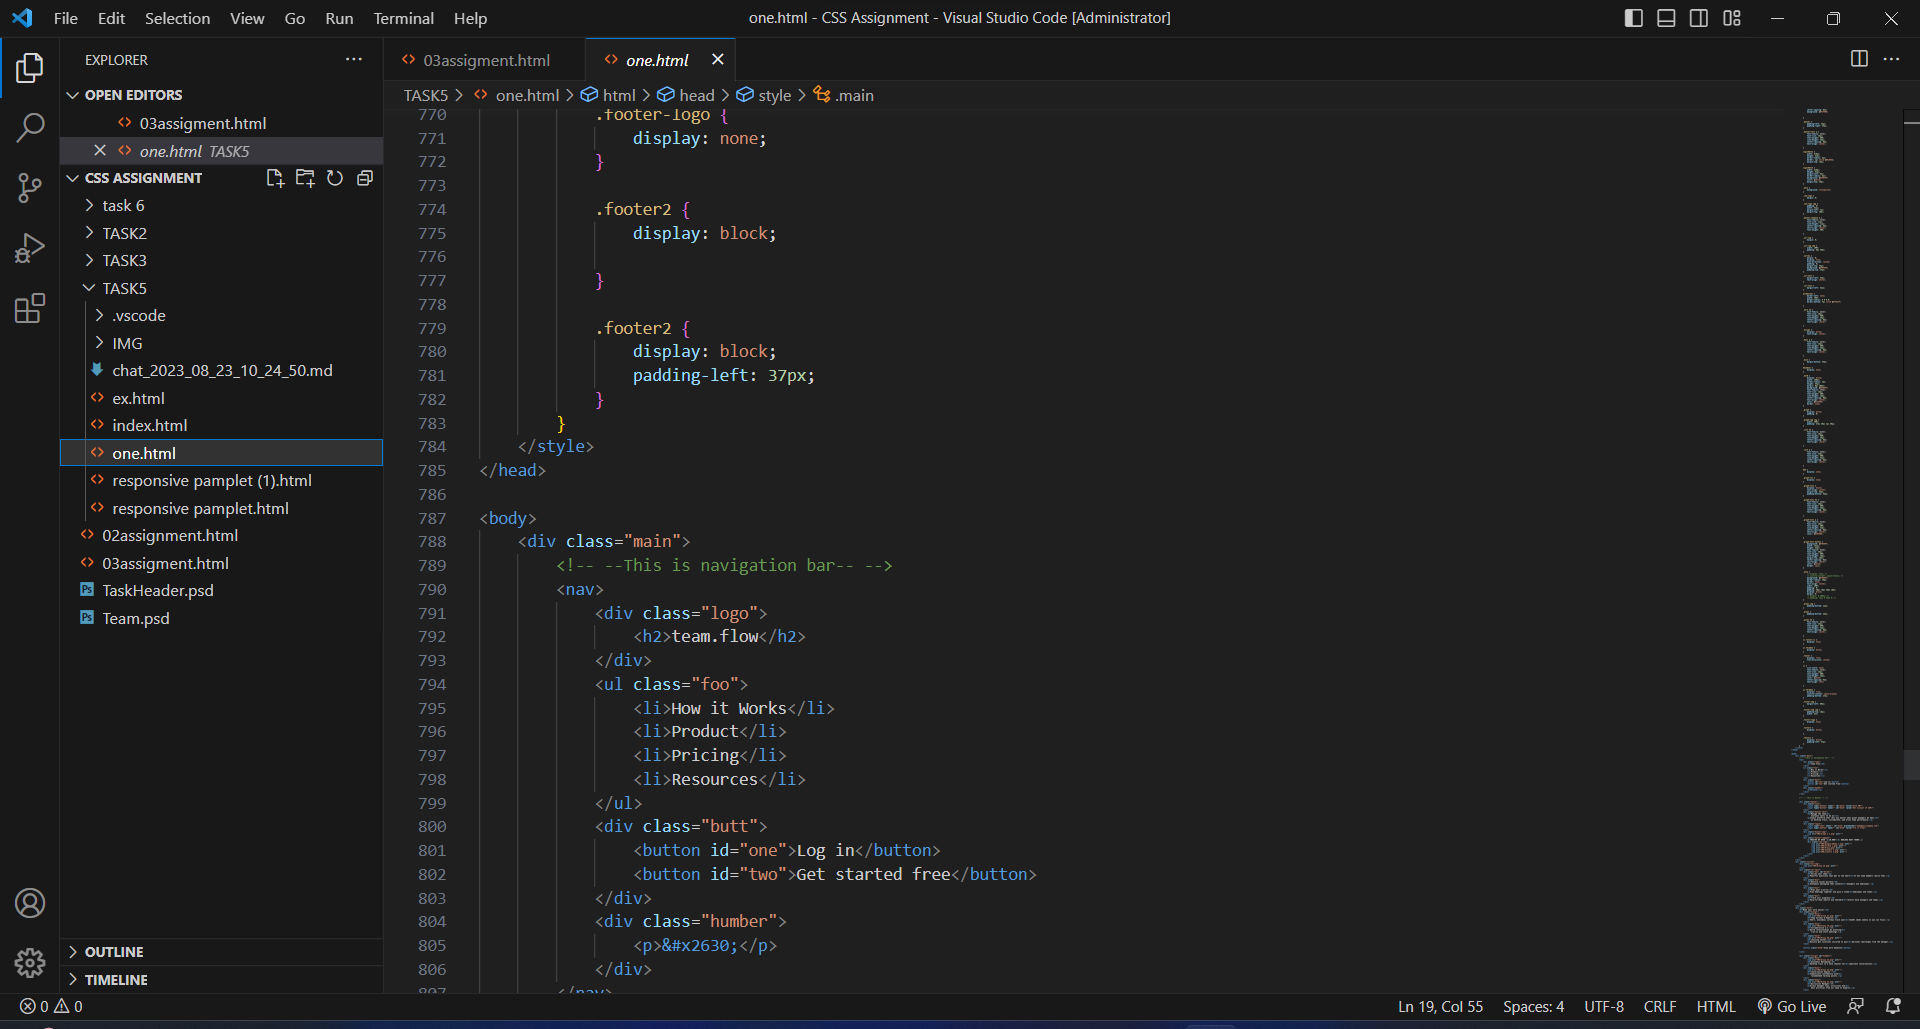 File Edit Selection View Go Run Terminal Help
one.html - CSS Assignment - Visual Studio Code [Administrator]
EXPLORER
OPEN EDITORS
03assigment.html
one.html TASK5
CSS ASSIGNMENT
task 6
TASK2
TASK3
TASK5
.vscode
IMG
chat_2023_08_23_10_24_50.md
ex.html
index.html
one.html
responsive pamplet (1).html
responsive pamplet.html
02assignment.html
03assigment.html
TaskHeader.psd
Team.psd
OUTLINE
TIMELINE
03assigment.html
one.html
TASK5 > one.html > html > head > style > .main
770 .footer-logo {
771 display: none;
772 }
773
774 .footer2 {
775 display: block;
776
777 }
778
779 .footer2 {
780 display: block;
781 padding-left: 37px;
782 }
783 }
784 </style>
785 </head>
786
787 <body>
788 <div class="main">
789 <!-- --This is navigation bar-- -->
790 <nav>
791 <div class="logo">
792 <h2>team.flow</h2>
793 </div>
794 <ul class="foo">
795 <li>How it Works</li>
796 <li>Product</li>
797 <li>Pricing</li>
798 <li>Resources</li>
799 </ul>
800 <div class="butt">
801 <button id="one">Log in</button>
802 <button id="two">Get started free</button>
803 </div>
804 <div class="humber">
805 <p>&#x2630;</p>
806 </div>
807 </nav>
0 0
Ln 19, Col 55 Spaces: 4 UTF-8 CRLF HTML Go Live